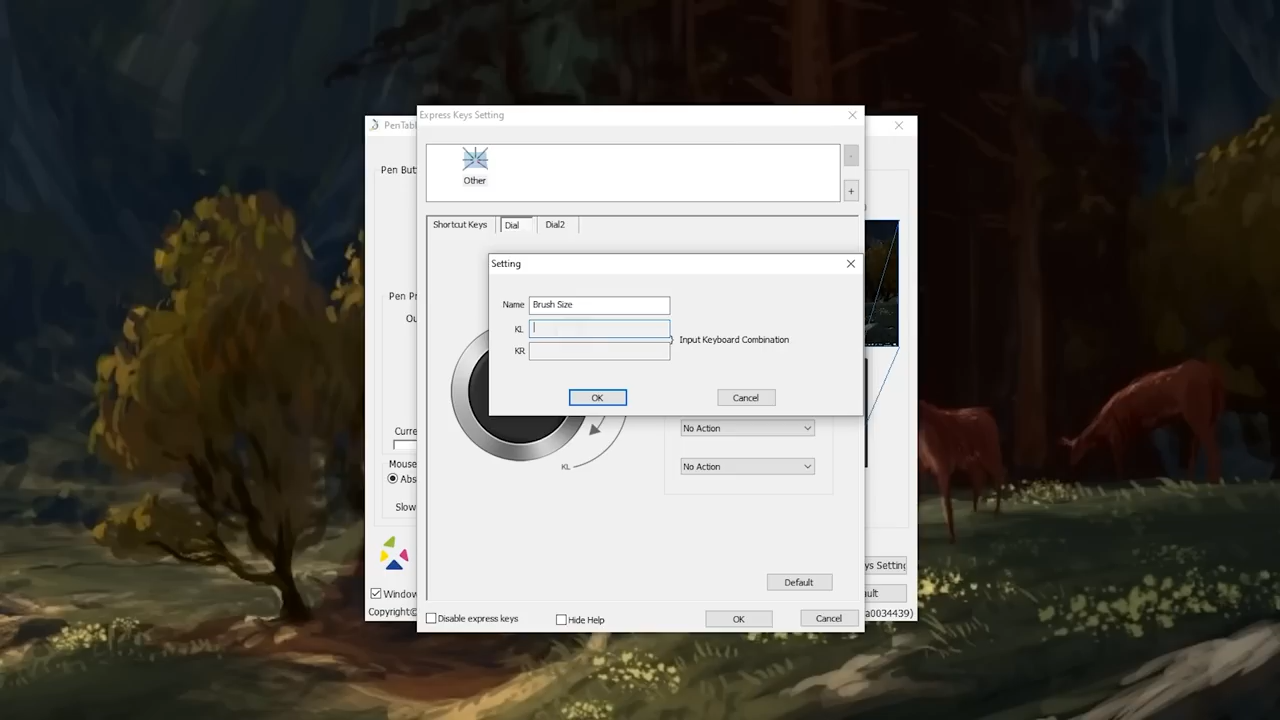 Express Keys Setting
PenTabl
Pen Butt
Other
-
+
Shortcut Keys
Dial
Dial2
Setting
Pen Pr
Name
Brush Size
Ou
KL
Input Keyboard Combination
KR
OK
Cancel
Curre
No Action
Mouse
KL
No Action
Abs
Slow
ys Setting
Default
Window
ault
Copyright©
Disable express keys
Hide Help
OK
Cancel
a0034439)